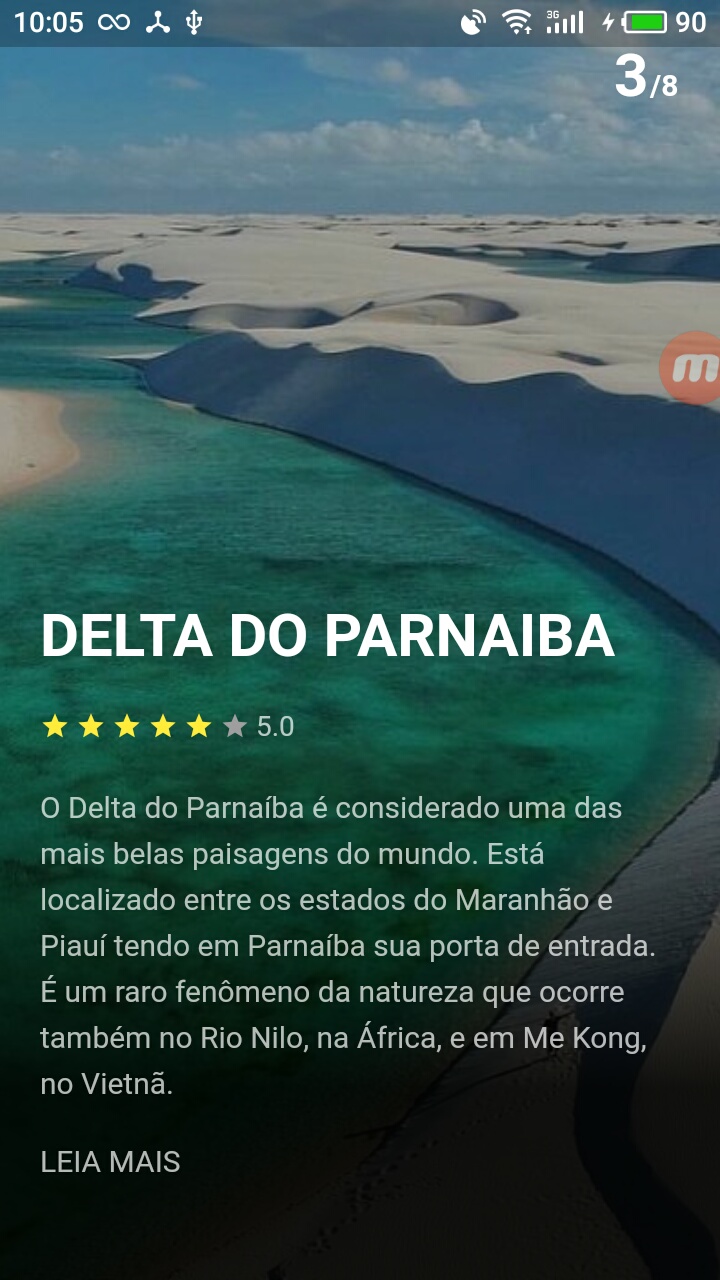 10:05
3G
90
3/8
m
DELTA DO PARNAIBA
5.0
O Delta do Parnaíba é considerado uma das
mais belas paisagens do mundo. Está
localizado entre os estados do Maranhão e
Piauí tendo em Parnaíba sua porta de entrada.
É um raro fenômeno da natureza que ocorre
também no Rio Nilo, na África, e em Me Kong,
no Vietnã.
LEIA MAIS